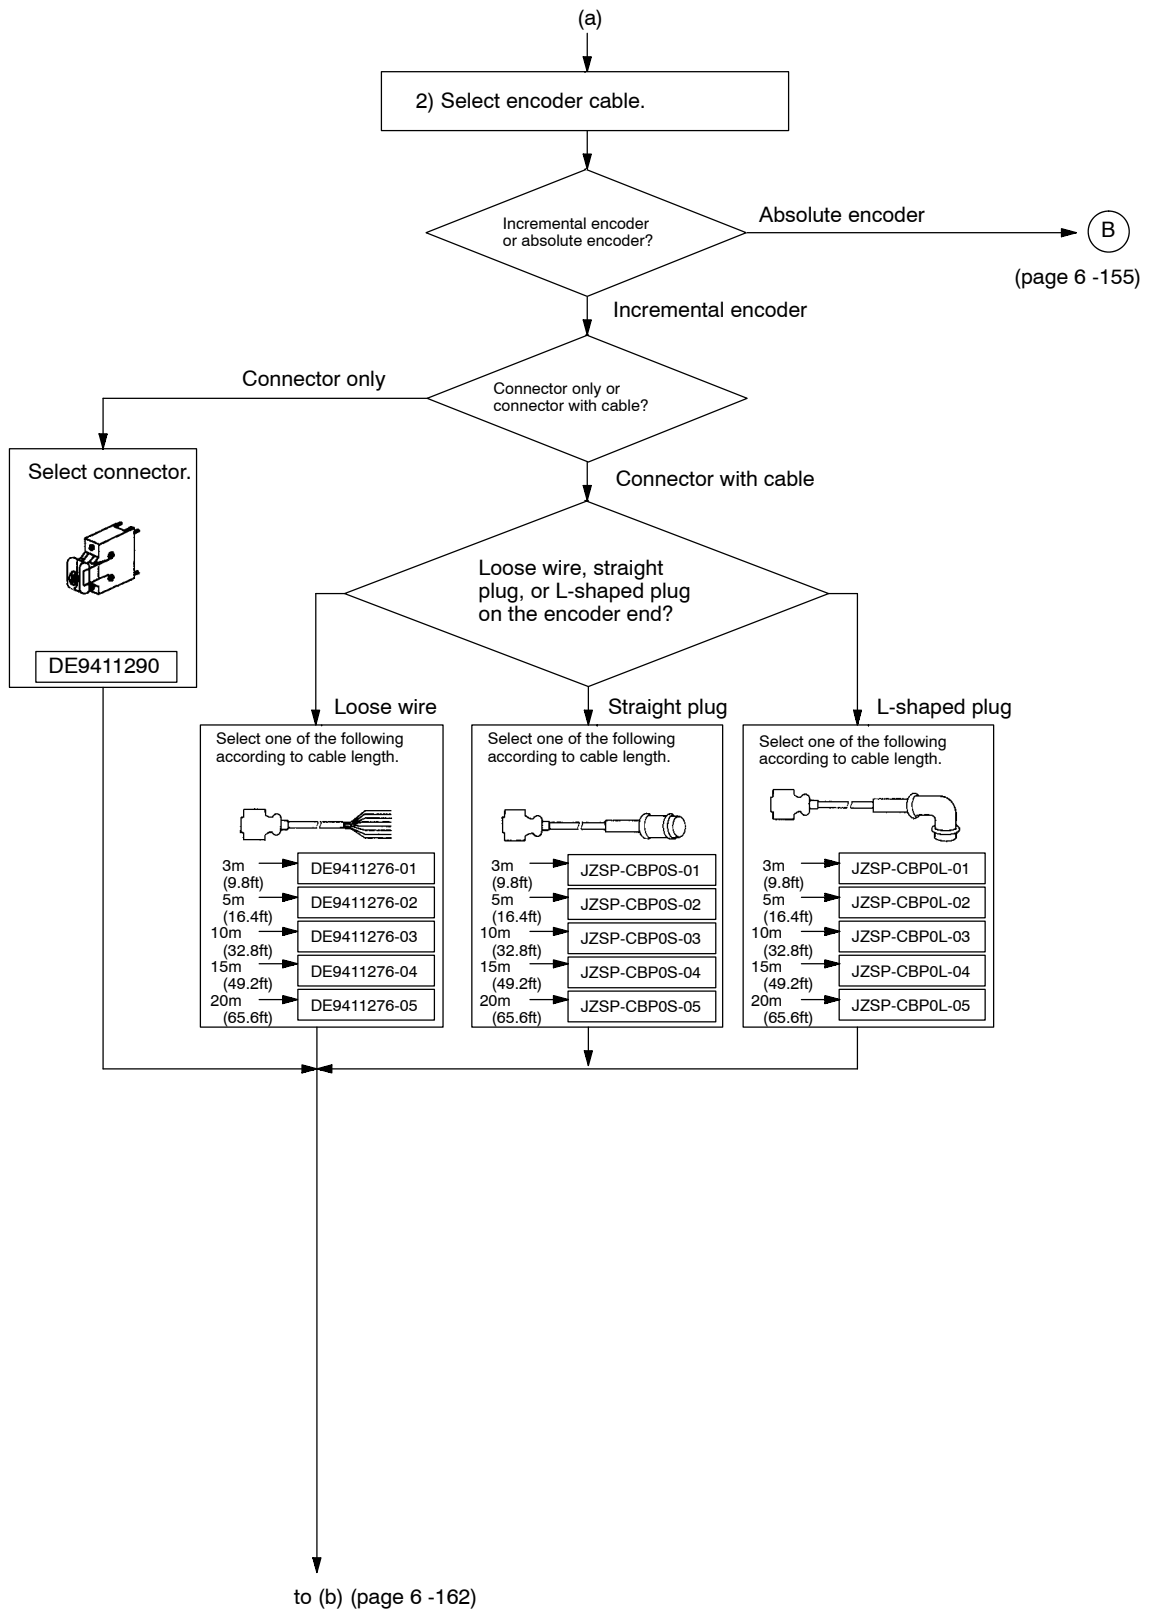 (a)
2) Select encoder cable.
Incremental encoder
or absolute encoder?
Absolute encoder
B
(page 6 -155)
Incremental encoder
Connector only
Connector only or
connector with cable?
Select connector.
DE9411290
Connector with cable
Loose wire, straight
plug, or L-shaped plug
on the encoder end?
Loose wire
Select one of the following
according to cable length.
3m
(9.8ft)
DE9411276-01
5m
(16.4ft)
DE9411276-02
10m
(32.8ft)
DE9411276-03
15m
(49.2ft)
DE9411276-04
20m
(65.6ft)
DE9411276-05
Straight plug
Select one of the following
according to cable length.
3m
(9.8ft)
JZSP-CBP0S-01
5m
(16.4ft)
JZSP-CBP0S-02
10m
(32.8ft)
JZSP-CBP0S-03
15m
(49.2ft)
JZSP-CBP0S-04
20m
(65.6ft)
JZSP-CBP0S-05
L-shaped plug
Select one of the following
according to cable length.
3m
(9.8ft)
JZSP-CBP0L-01
5m
(16.4ft)
JZSP-CBP0L-02
10m
(32.8ft)
JZSP-CBP0L-03
15m
(49.2ft)
JZSP-CBP0L-04
20m
(65.6ft)
JZSP-CBP0L-05
to (b) (page 6 -162)